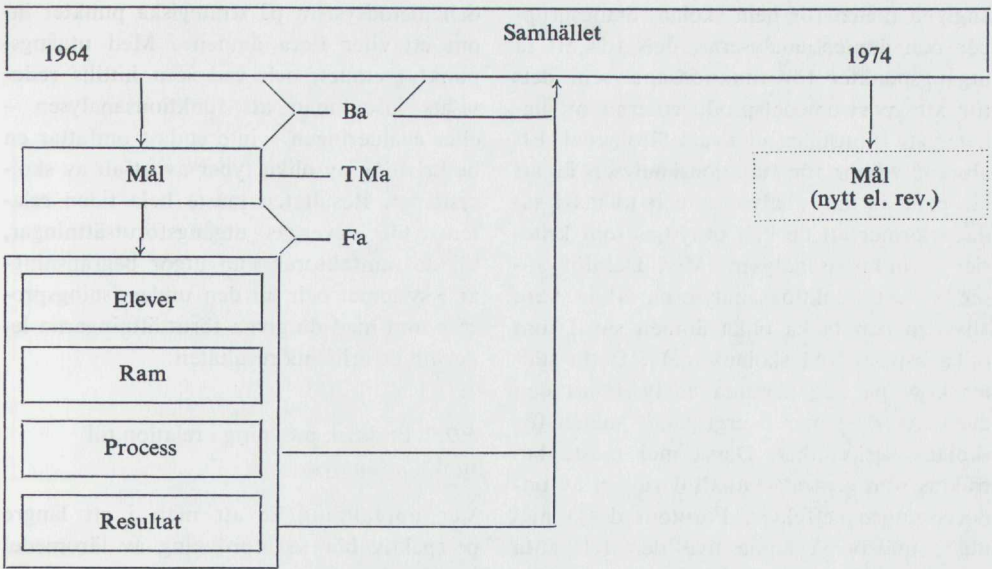 Samhället
1964
1974
Ba
Mål
TMa
Mål
(nytt el. rev.)
Fa
Elever
Ram
Process
Resultat